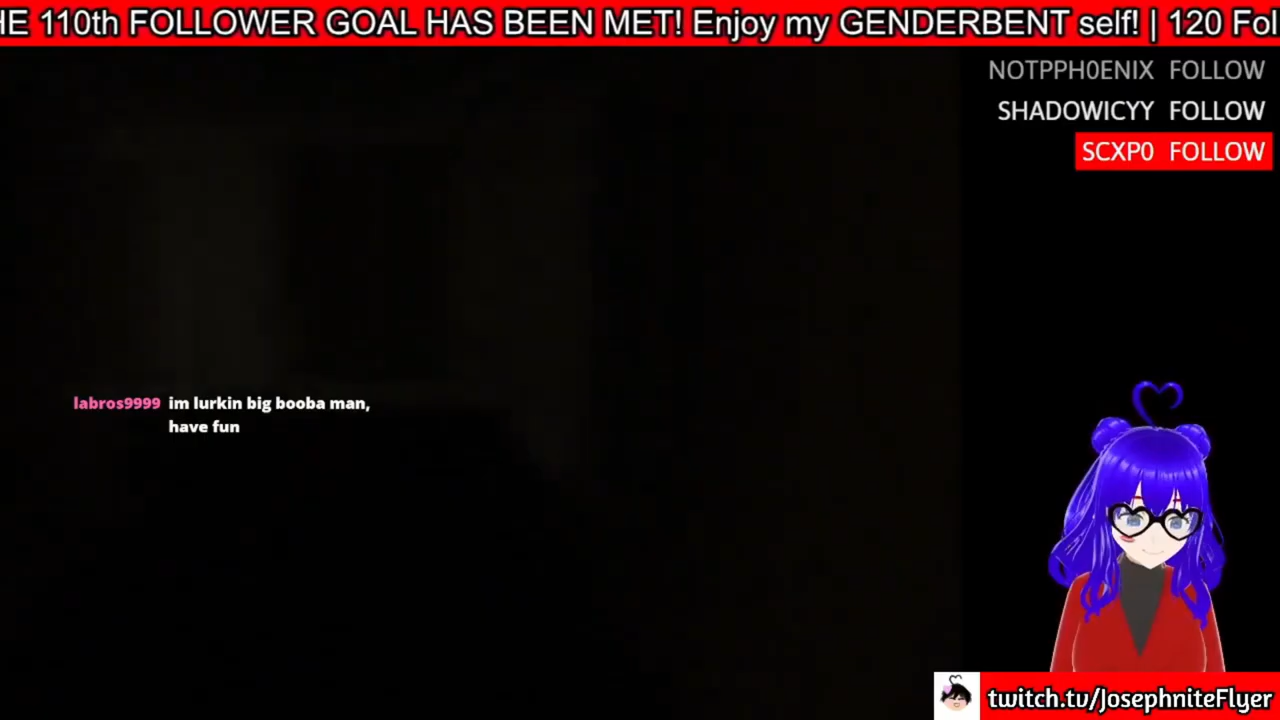 HE 110th FOLLOWER GOAL HAS BEEN MET! Enjoy my GENDERBENT self! | 120 Fol
NOTPPH0ENIX FOLLOW
SHADOWICYY FOLLOW
SCXP0 FOLLOW
labros9999 im lurkin big booba man,
have fun
twitch.tv/JosephniteFlyer